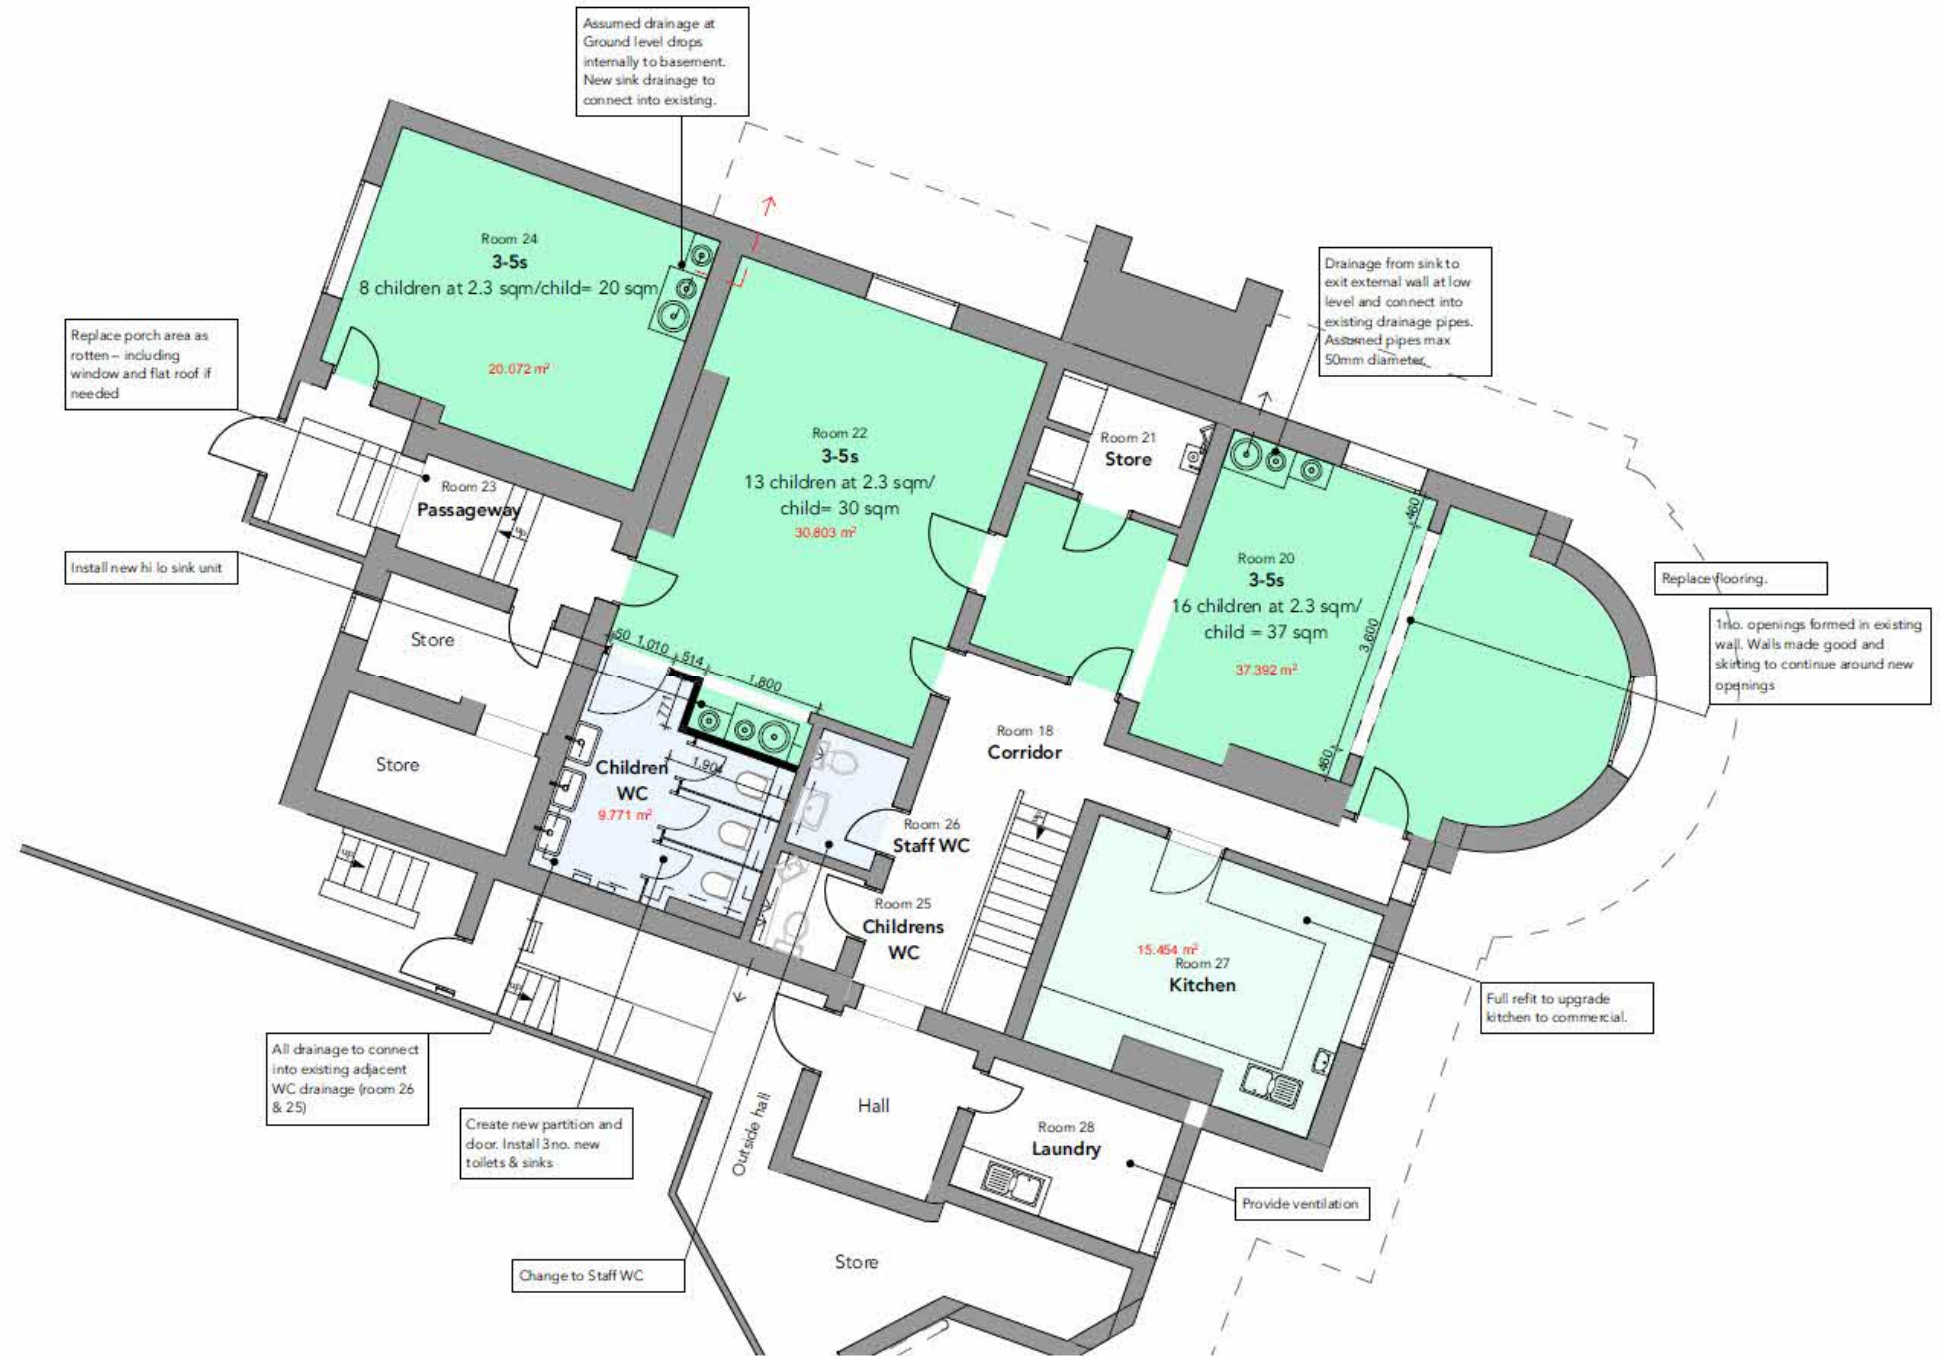 Assumed drainage at
Ground level drops
internally to basement.
New sink drainage to
connect into existing.
Room 24
3-5s
8 children at 2.3 sqm/child= 20 sqm
20.072 m²
Drainage from sink to
exit external wall at low
level and connect into
existing drainage pipes.
Assumed pipes max
50mm diameter.
Replace porch area as
rotten – including
window and flat roof if
needed
Room 22
3-5s
13 children at 2.3 sqm/
child= 30 sqm
30.803 m²
Room 21
Store
Room 23
Passageway
up
460
Install new hi lo sink unit
Room 20
3-5s
16 children at 2.3 sqm/
child = 37 sqm
37.392 m²
3,600
460
Replace flooring.
1no. openings formed in existing
wall. Walls made good and
skirting to continue around new
openings
Store
50
1,010
514
1,800
771
1,904
Store
Children
WC
9.771 m²
Room 18
Corridor
up
Room 26
Staff WC
up
Room 25
Childrens
WC
15.454 m²
Room 27
Kitchen
up
Full refit to upgrade
kitchen to commercial.
All drainage to connect
into existing adjacent
WC drainage (room 26
& 25)
Create new partition and
door. Install 3no. new
toilets & sinks
Outside hall
Hall
Room 28
Laundry
Provide ventilation
Change to Staff WC
Store